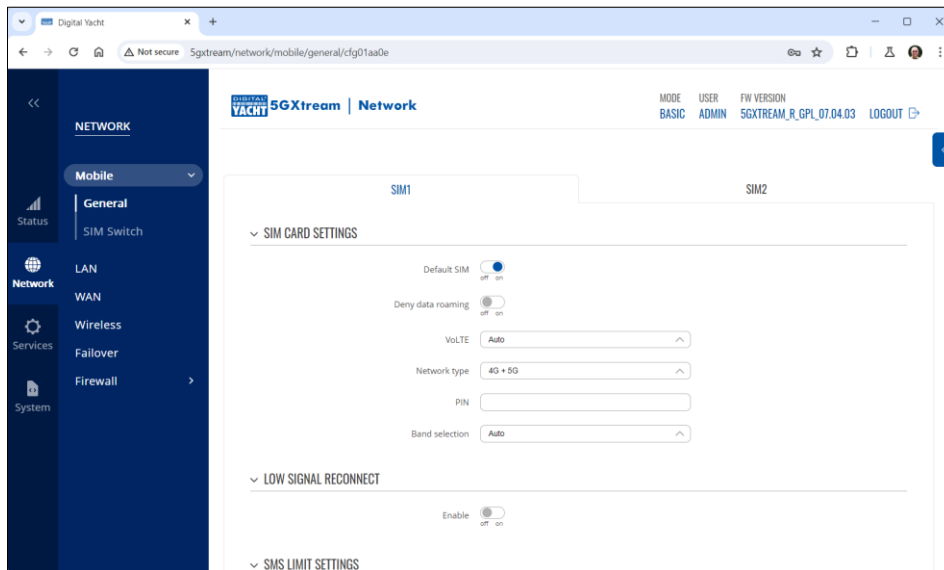 Digital Yacht
Not secure 5gxtream/network/mobile/general/cfg01aa0e
DIGITAL YACHT 5GXtream | Network
MODE USER FW VERSION
BASIC ADMIN 5GXTREAM_R_GPL_07.04.03 LOGOUT
NETWORK
Mobile
General
SIM Switch
LAN
WAN
Wireless
Failover
Firewall
Status
Network
Services
System
SIM1 SIM2
SIM CARD SETTINGS
Default SIM
off on
Deny data roaming
off on
VoLTE Auto
Network type 4G + 5G
PIN
Band selection Auto
LOW SIGNAL RECONNECT
Enable
off on
SMS LIMIT SETTINGS